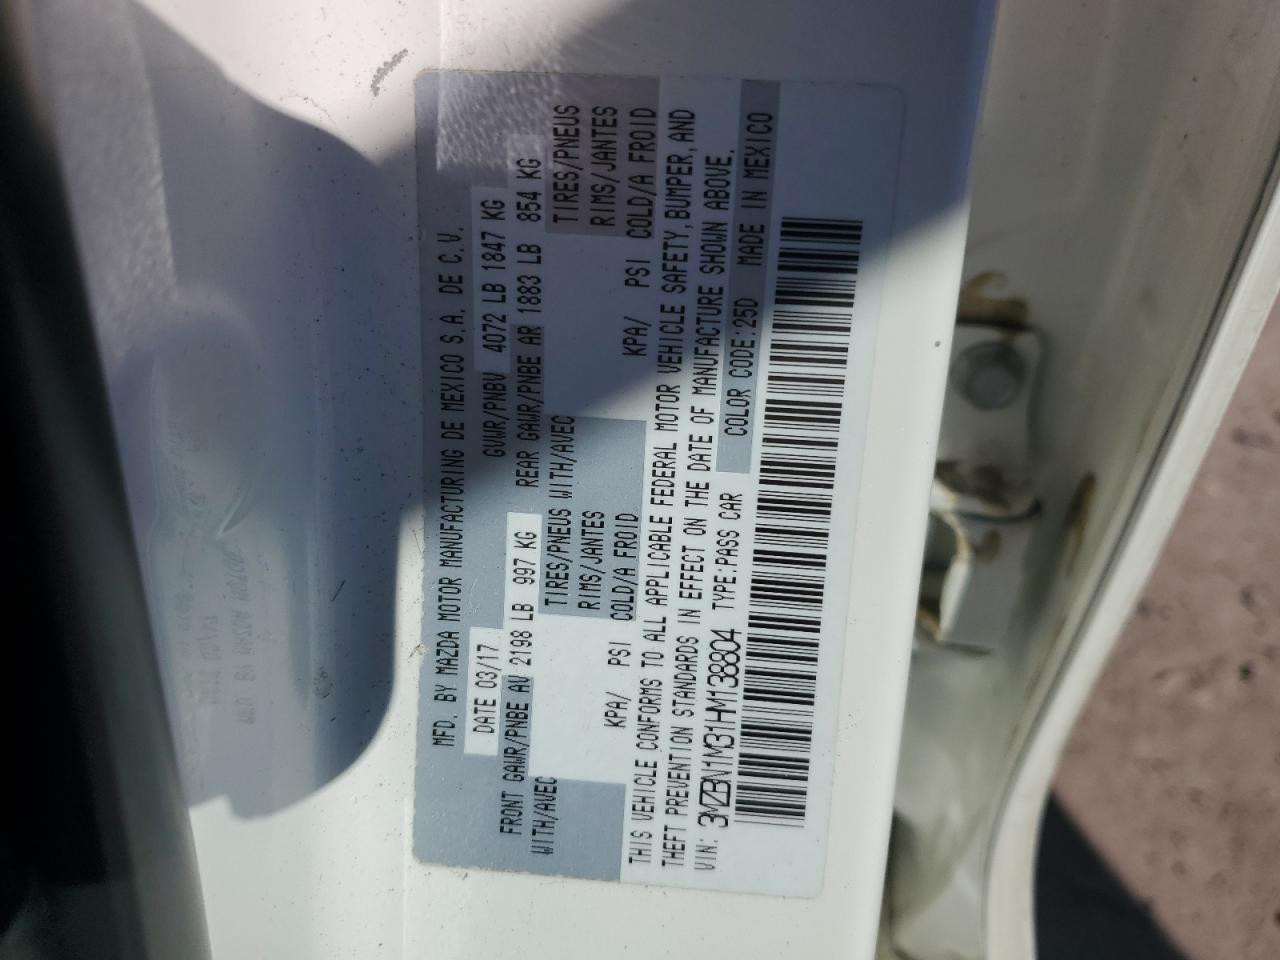 MFD. BY MAZDA MOTOR MANUFACTURING DE MEXICO S.A. DE C.V.
DATE 03/17 GVWR/PNBV 4072 LB 1847 KG
FRONT GAWR/PNBE AV 2198 LB 997 KG REAR GAWR/PNBE AR 1883 LB 854 KG
WITH/AVEC TIRES/PNEUS WITH/AVEC TIRES/PNEUS
RIMS/JANTES RIMS/JANTES
KPA/ PSI COLD/A FROID KPA/ PSI COLD/A FROID
THIS VEHICLE CONFORMS TO ALL APPLICABLE FEDERAL MOTOR VEHICLE SAFETY, BUMPER, AND
THEFT PREVENTION STANDARDS IN EFFECT ON THE DATE OF MANUFACTURE SHOWN ABOVE.
VIN: 3MZBN1M31HM138804 TYPE:PASS CAR COLOR CODE:25D MADE IN MEXICO